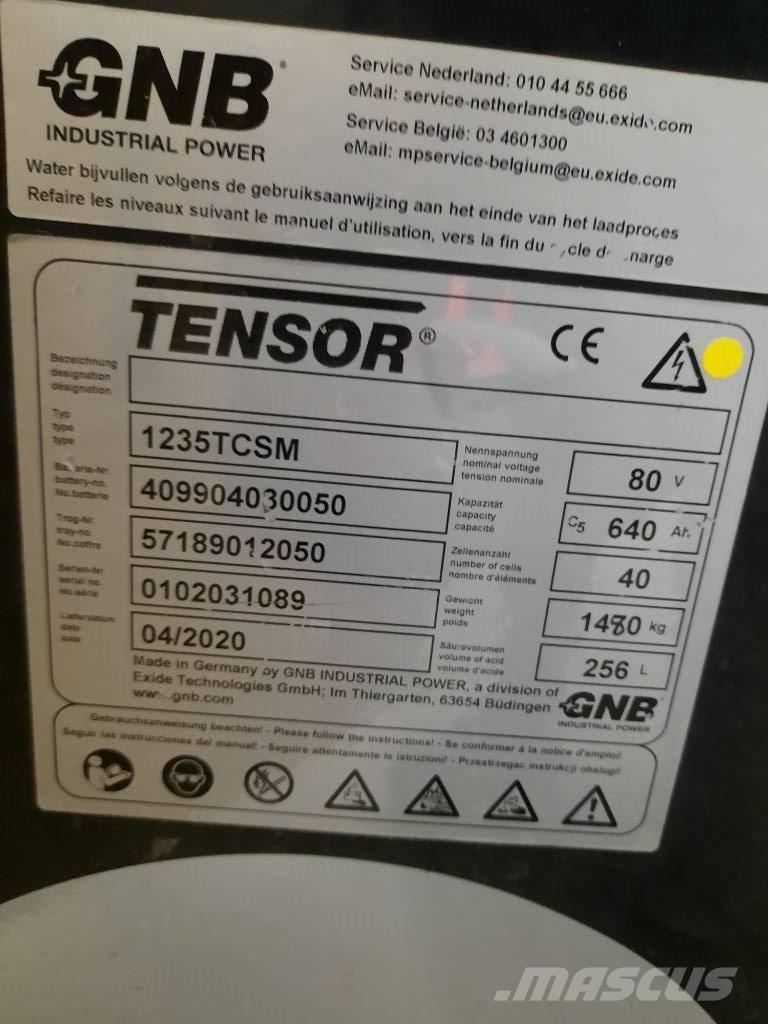 GNB®
INDUSTRIAL POWER
Service Nederland: 010 44 55 666
eMail: service-netherlands@eu.exide.com
Service België: 03 4601300
eMail: mpservice-belgium@eu.exide.com
Water bijvullen volgens de gebruiksaanwijzing aan het einde van het laadproces
Refaire les niveaux suivant le manuel d'utilisation, vers la fin du
TENSOR®
CE
Bezeichnung
designation
désignation
Typ
type
type
1235TCSM
Nennspannung
nominal voltage
tension nominale
80 V
Batterie-Nr.
battery-no.
No.batterie
409904030050
Kapazität
capacity
capacité
C5 640 Ah.
Trog-Nr.
tray-no.
No.coffre
57189012050
Zellenanzahl
number of cells
nombre d'éléments
40
Serien-Nr
serial no.
No.série
0102031089
Gewicht
weight
poids
1480 kg
Lieferdatum
date
date
04/2020
Säurevolumen
volume of acid
volume d'acide
256 L
Made in Germany by GNB INDUSTRIAL POWER, a division of
Exide Technologies GmbH; Im Thiergarten, 63654 Büdingen
www.gnb.com
GNB
INDUSTRIAL POWER
Gebrauchsanweisung beachten! - Please follow the instructions! - Se conformer à la notice d'emploi!
Seguir las instrucciones del manual! - Seguire attentamente le istruzioni! - Przestrzegac instrukcji obslugi!
MASCUS